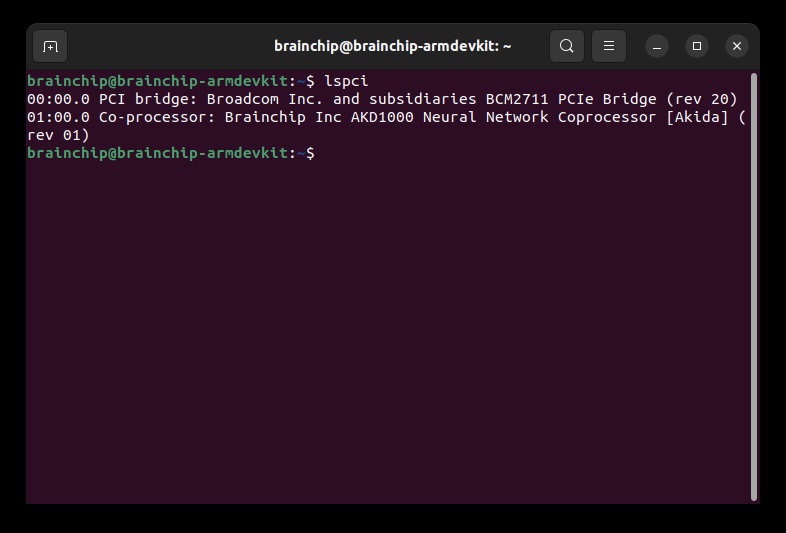 brainchip@brainchip-armdevkit: ~
brainchip@brainchip-armdevkit:~$ lspci
00:00.0 PCI bridge: Broadcom Inc. and subsidiaries BCM2711 PCIe Bridge (rev 20)
01:00.0 Co-processor: Brainchip Inc AKD1000 Neural Network Coprocessor [Akida] (
rev 01)
brainchip@brainchip-armdevkit:~$